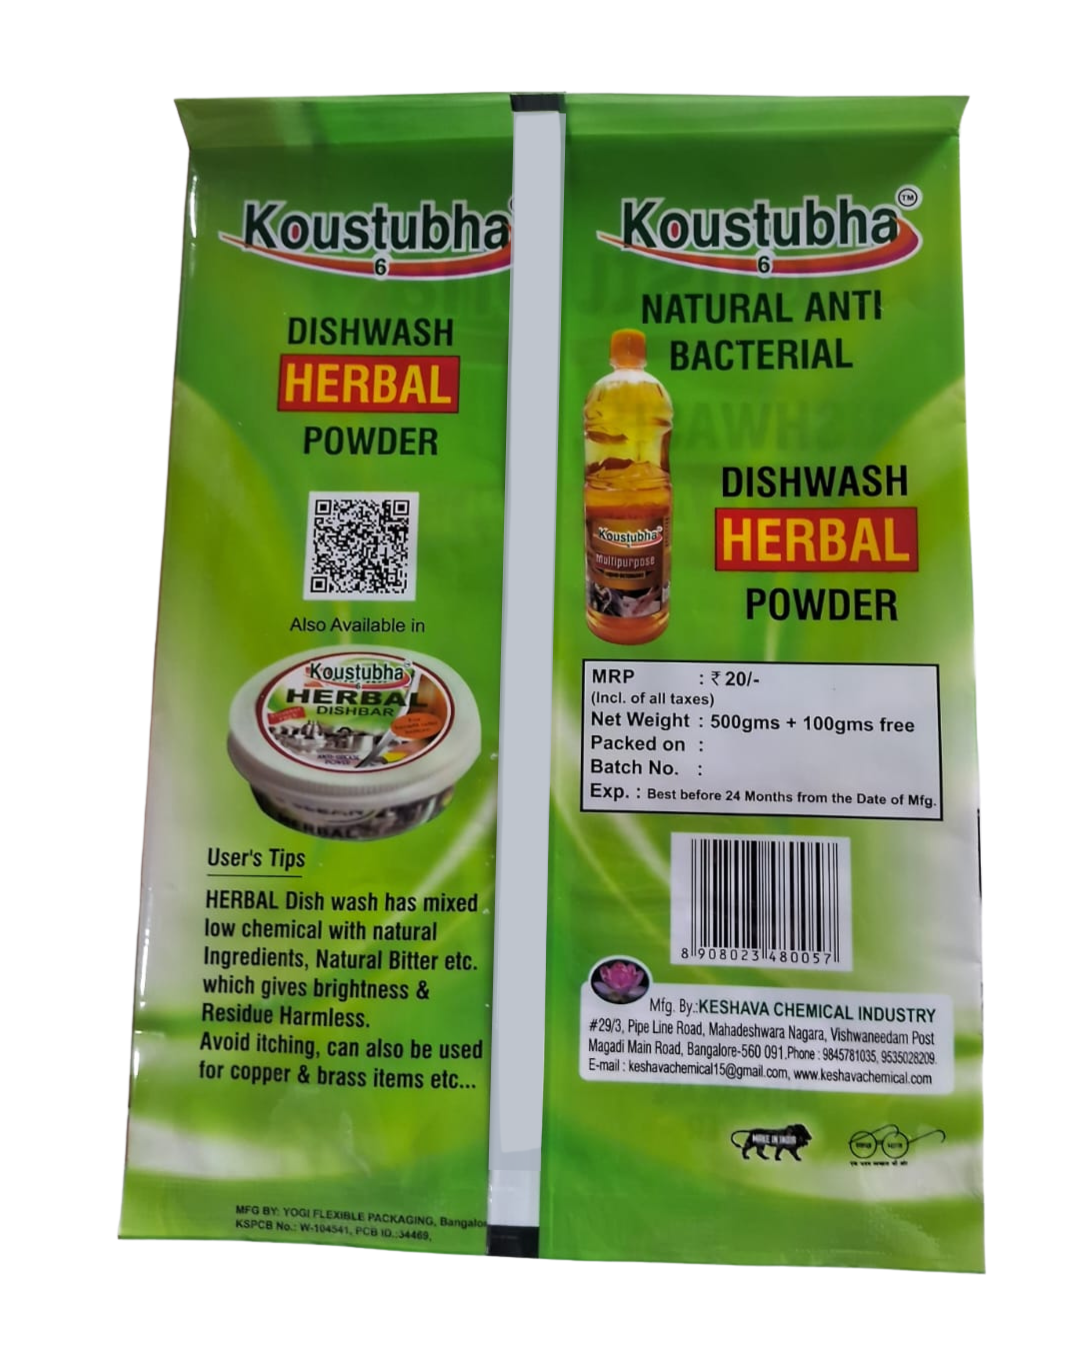 Koustubha
6
DISHWASH
HERBAL
POWDER
Also Available in
Koustubha
HERBAL
DISHBAR
User's Tips
HERBAL Dish wash has mixed
low chemical with natural
Ingredients, Natural Bitter etc.
which gives brightness &
Residue Harmless.
Avoid itching, can also be used
for copper & brass items etc...
MFG BY: YOGI FLEXIBLE PACKAGING, Bangalo
KSPCB No.: W-104541, PCB ID.:34469,
Koustubha TM
6
NATURAL ANTI
BACTERIAL
Koustubha
multipurpose
DISHWASH
HERBAL
POWDER
MRP : ₹ 20/-
(Incl. of all taxes)
Net Weight : 500gms + 100gms free
Packed on :
Batch No. :
Exp. : Best before 24 Months from the Date of Mfg.
8 908023 480057
Mfg. By.:KESHAVA CHEMICAL INDUSTRY
#29/3, Pipe Line Road, Mahadeshwara Nagara, Vishwaneedam Post
Magadi Main Road, Bangalore-560 091,Phone : 9845781035, 9535028209.
E-mail : keshavachemical15@gmail.com, www.keshavachemical.com
MAKE IN INDIA